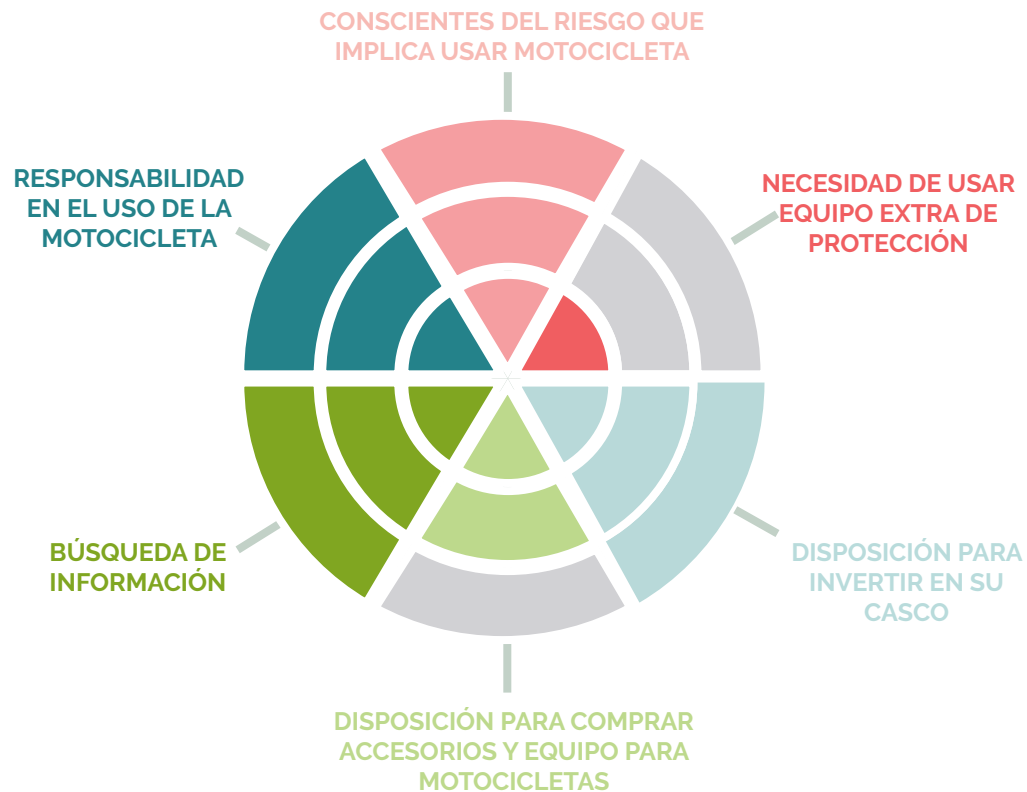 CONSCIENTES DEL RIESGO QUE
IMPLICA USAR MOTOCICLETA
RESPONSABILIDAD
EN EL USO DE LA
MOTOCICLETA
NECESIDAD DE USAR
EQUIPO EXTRA DE
PROTECCIÓN
BÚSQUEDA DE
INFORMACIÓN
DISPOSICIÓN PARA
INVERTIR EN SU
CASCO
DISPOSICIÓN PARA COMPRAR
ACCESORIOS Y EQUIPO PARA
MOTOCICLETAS